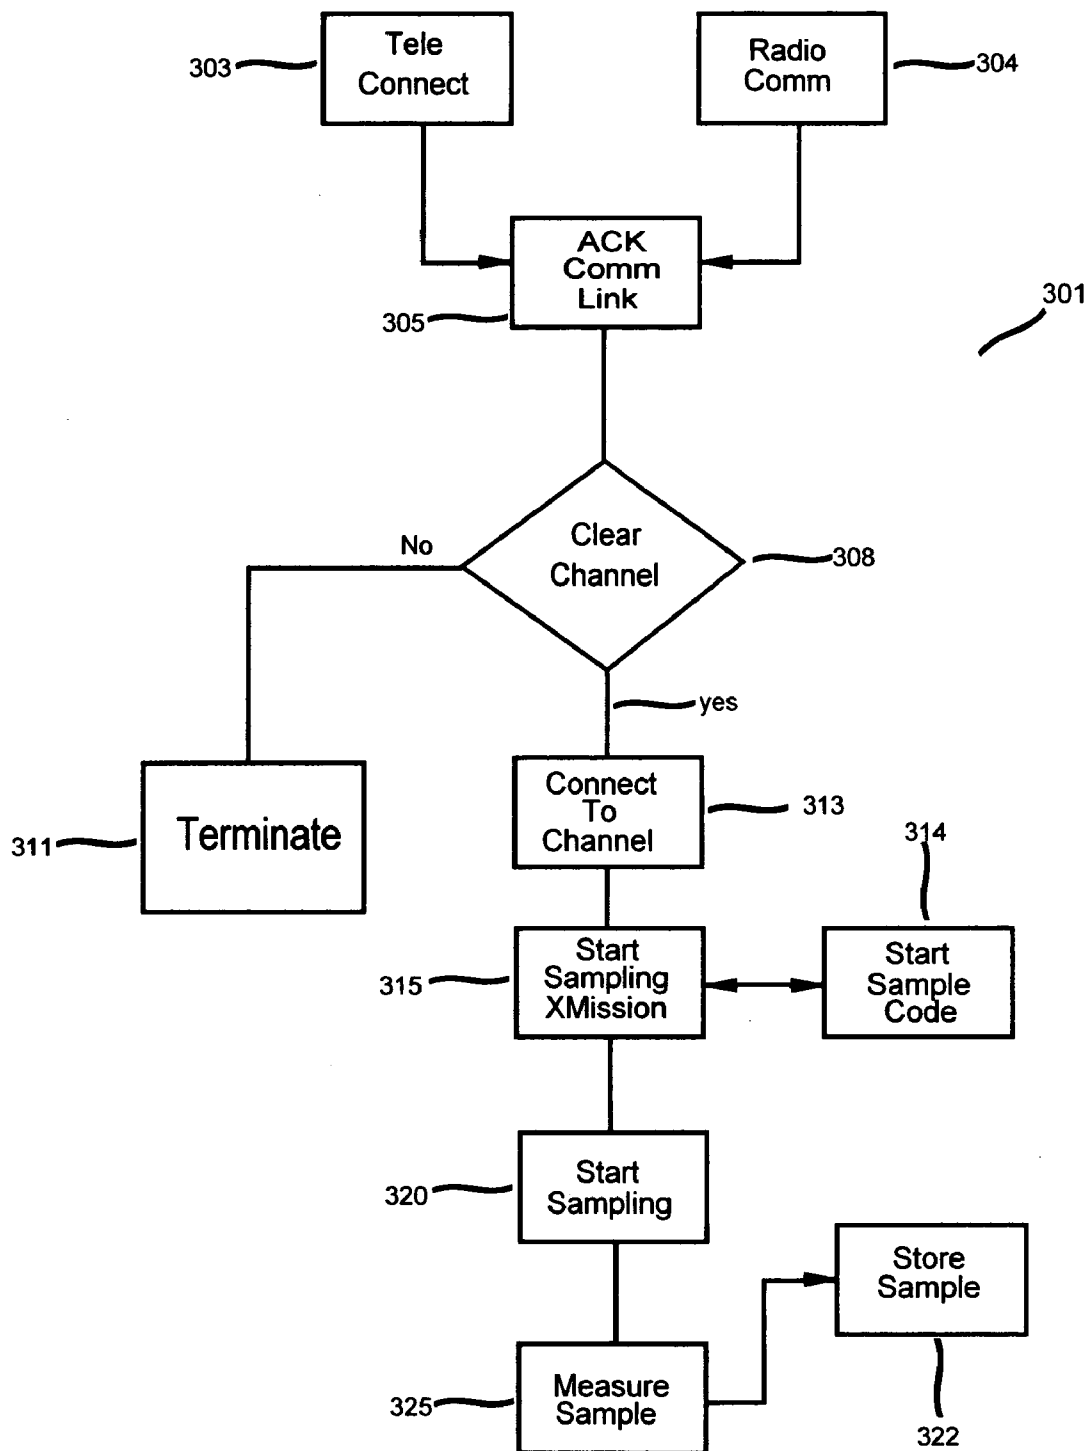 Tele
Connect
303
Radio
Comm
304
ACK
Comm
Link
305
301
No
Clear
Channel
308
yes
Terminate
311
Connect
To
Channel
313
314
Start
Sampling
XMission
315
Start
Sample
Code
Start
Sampling
320
Store
Sample
322
Measure
Sample
325